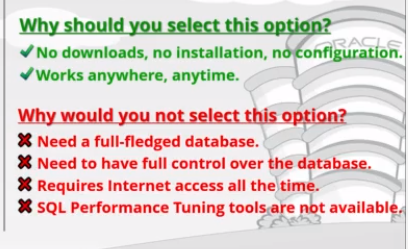 Why should you select this option?
No downloads, no installation, no configuration.
Works anywhere, anytime.
ORACLE
Why would you not select this option?
Need a full-fledged database.
Need to have full control over the database.
Requires Internet access all the time.
SQL Performance Tuning tools are not available.